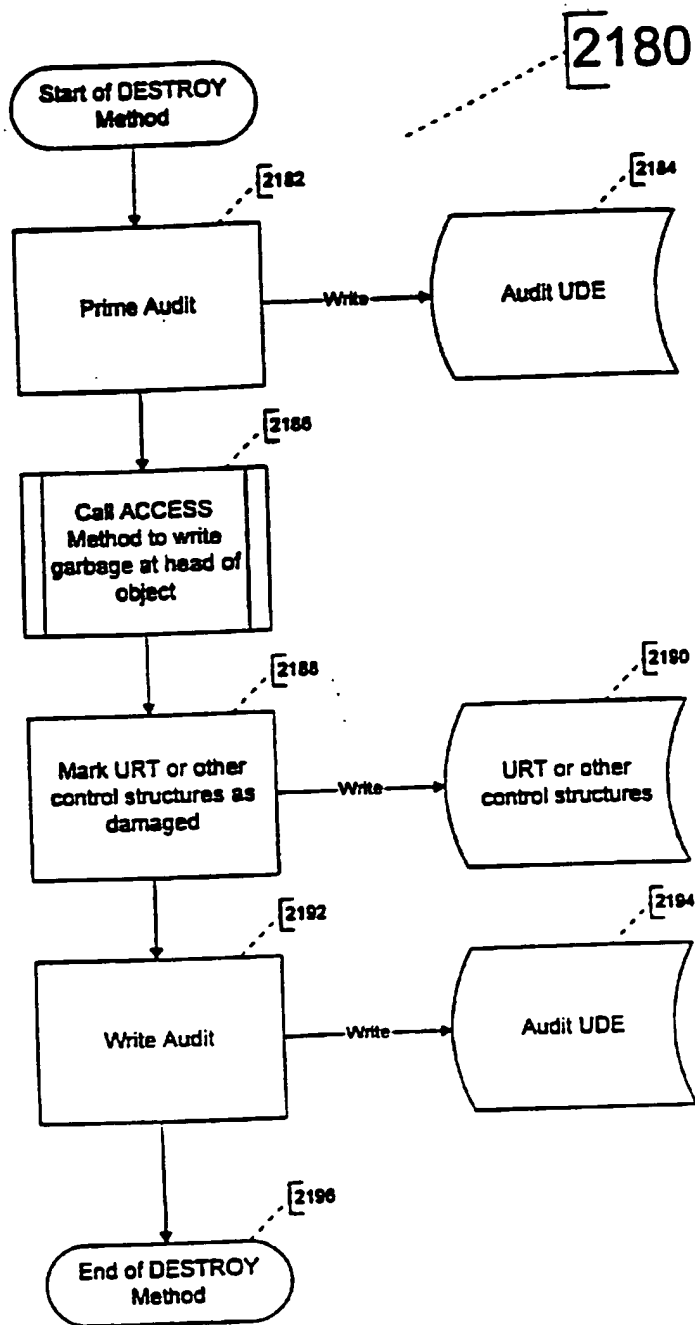 2180
Start of DESTROY
Method
2182
2184
Prime Audit
Write
Audit UDE
2186
Call ACCESS
Method to write
garbage at head of
object
2188
2190
Mark URT or other
control structures as
damaged
Write
URT or other
control structures
2192
2194
Write Audit
Write
Audit UDE
2196
End of DESTROY
Method